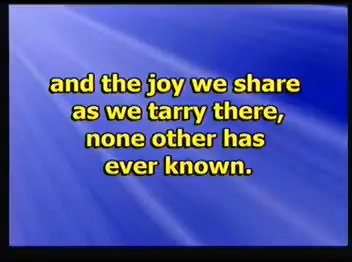 and the joy we share
as we tarry there,
none other has
ever known.